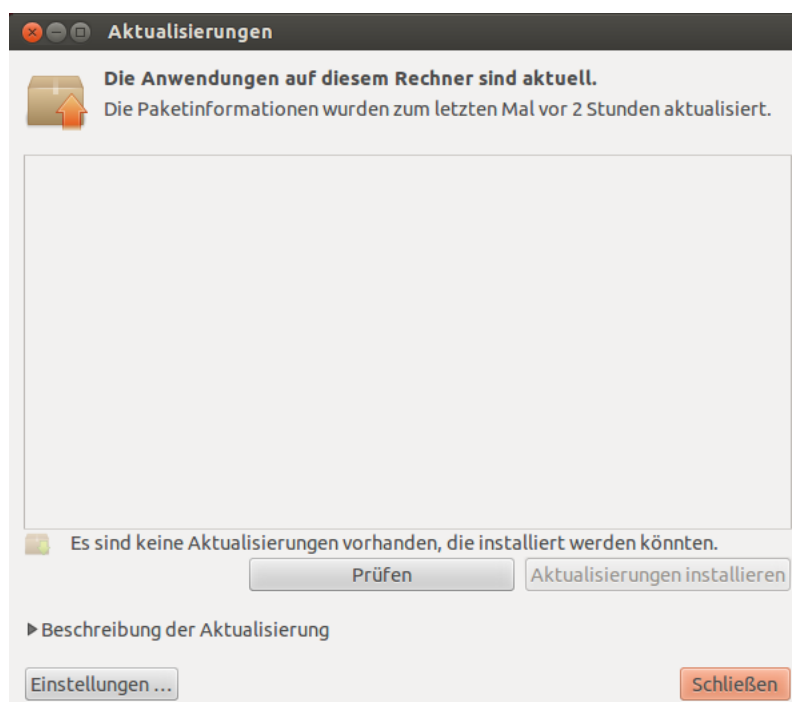 Aktualisierungen
Die Anwendungen auf diesem Rechner sind aktuell.
Die Paketinformationen wurden zum letzten Mal vor 2 Stunden aktualisiert.
Es sind keine Aktualisierungen vorhanden, die installiert werden könnten.
Prüfen
Aktualisierungen installieren
Beschreibung der Aktualisierung
Einstellungen ...
Schließen